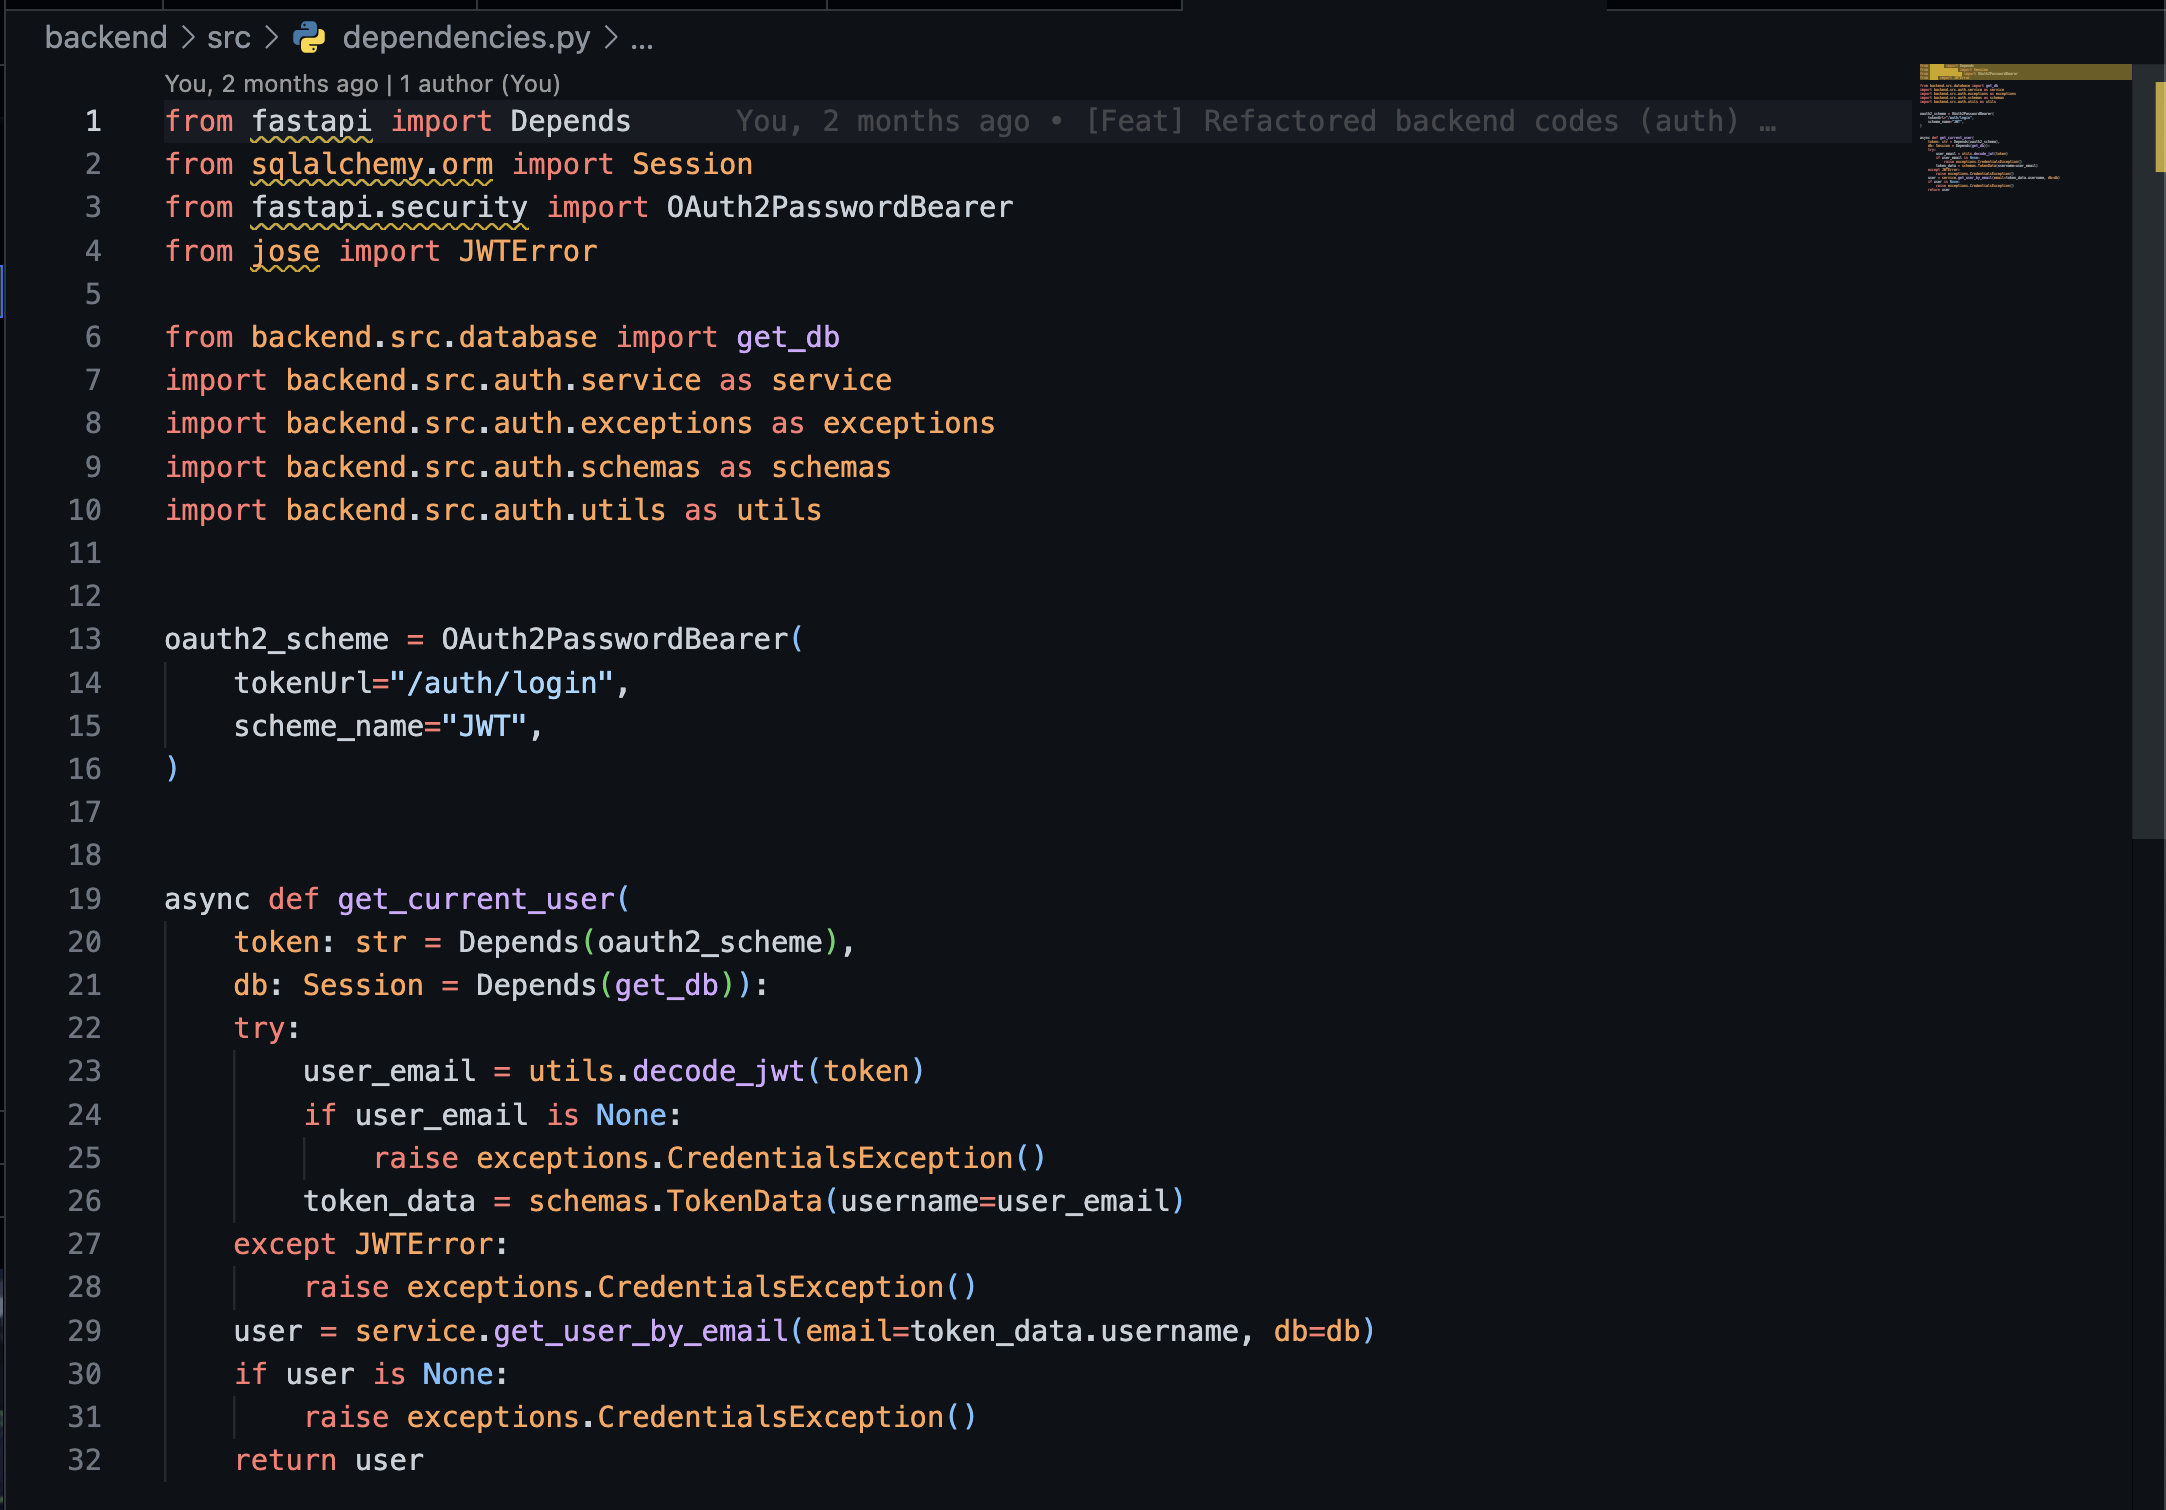 backend > src > dependencies.py > ...
You, 2 months ago | 1 author (You)
1 from fastapi import Depends You, 2 months ago • [Feat] Refactored backend codes (auth) …
2 from sqlalchemy.orm import Session
3 from fastapi.security import OAuth2PasswordBearer
4 from jose import JWTError
5
6 from backend.src.database import get_db
7 import backend.src.auth.service as service
8 import backend.src.auth.exceptions as exceptions
9 import backend.src.auth.schemas as schemas
10 import backend.src.auth.utils as utils
11
12
13 oauth2_scheme = OAuth2PasswordBearer(
14     tokenUrl="/auth/login",
15     scheme_name="JWT",
16 )
17
18
19 async def get_current_user(
20     token: str = Depends(oauth2_scheme),
21     db: Session = Depends(get_db)):
22     try:
23         user_email = utils.decode_jwt(token)
24         if user_email is None:
25             raise exceptions.CredentialsException()
26         token_data = schemas.TokenData(username=user_email)
27     except JWTError:
28         raise exceptions.CredentialsException()
29     user = service.get_user_by_email(email=token_data.username, db=db)
30     if user is None:
31         raise exceptions.CredentialsException()
32     return user